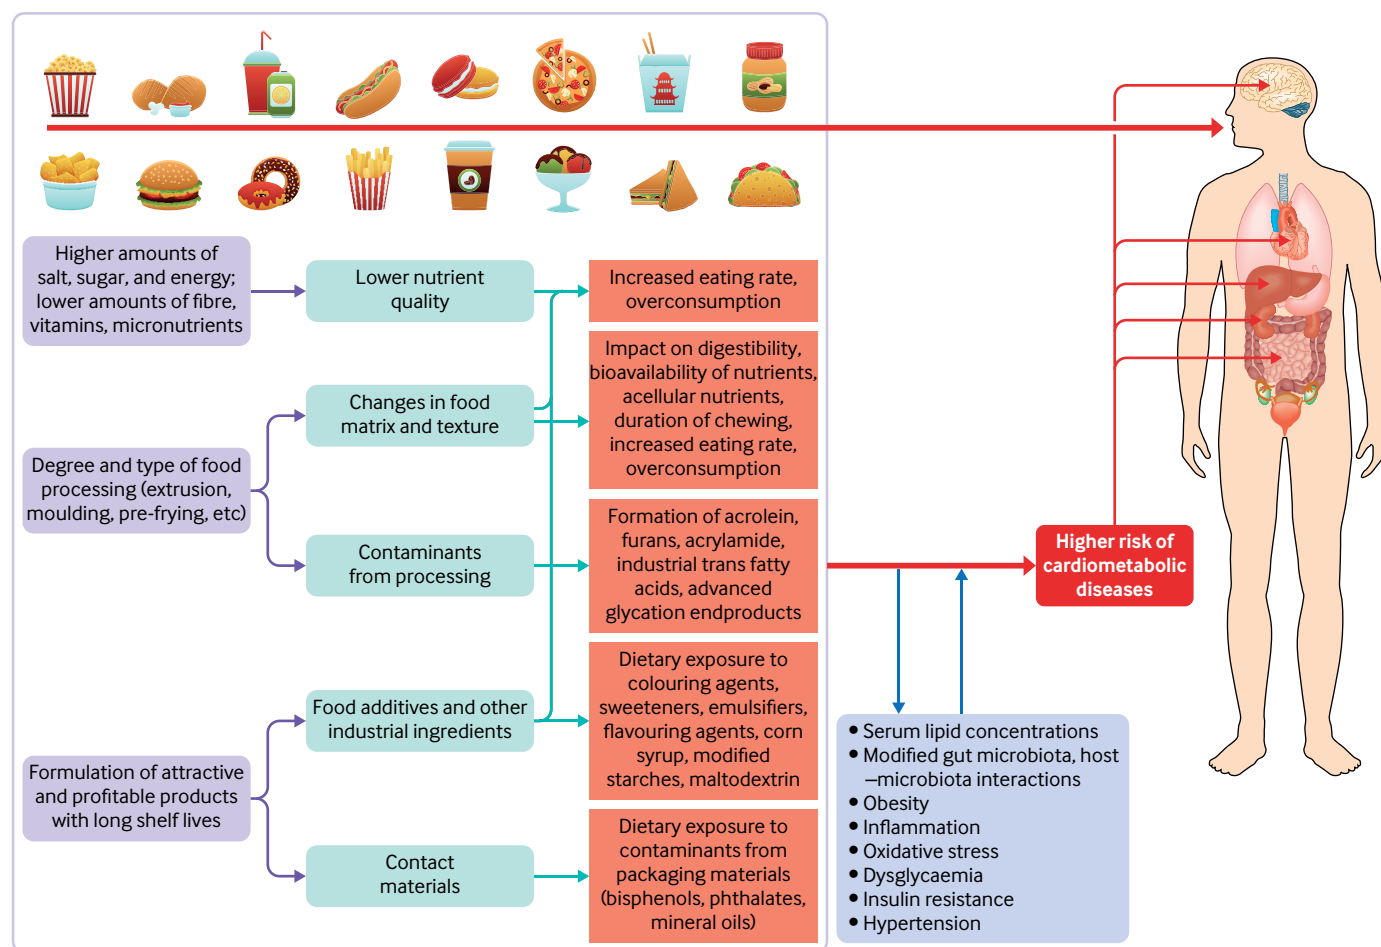 Higher amounts of
salt, sugar, and energy;
lower amounts of fibre,
vitamins, micronutrients
Lower nutrient
quality
Increased eating rate,
overconsumption
Degree and type of food
processing (extrusion,
moulding, pre-frying, etc)
Changes in food
matrix and texture
Impact on digestibility,
bioavailability of nutrients,
acellular nutrients,
duration of chewing,
increased eating rate,
overconsumption
Contaminants
from processing
Formation of acrolein,
furans, acrylamide,
industrial trans fatty
acids, advanced
glycation endproducts
Formulation of attractive
and profitable products
with long shelf lives
Food additives and other
industrial ingredients
Dietary exposure to
colouring agents,
sweeteners, emulsifiers,
flavouring agents, corn
syrup, modified
starches, maltodextrin
Contact
materials
Dietary exposure to
contaminants from
packaging materials
(bisphenols, phthalates,
mineral oils)
Higher risk of
cardiometabolic
diseases
• Serum lipid concentrations
• Modified gut microbiota, host
–microbiota interactions
• Obesity
• Inflammation
• Oxidative stress
• Dysglycaemia
• Insulin resistance
• Hypertension